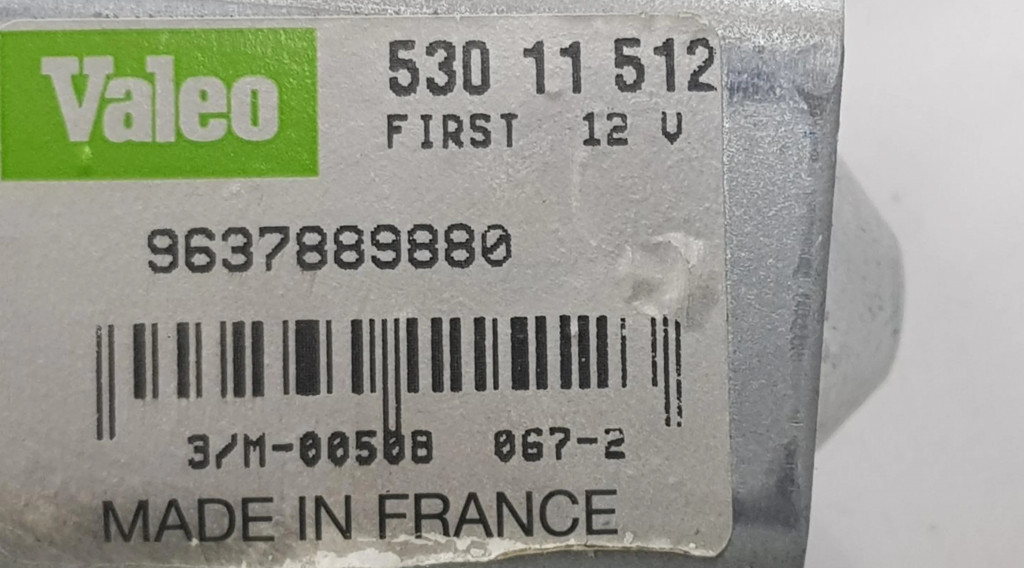 Valeo
530 11 512
FIRST 12 V
9637889880
3/M-00508 067-2
MADE IN FRANCE